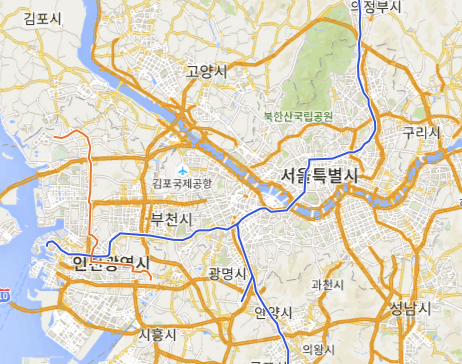 김포시
의정부시
고양시
북한산국립공원
구리시
서울특별시
김포국제공항
부천시
인천광역시
광명시
과천시
안양시
성남시
시흥시
의왕시